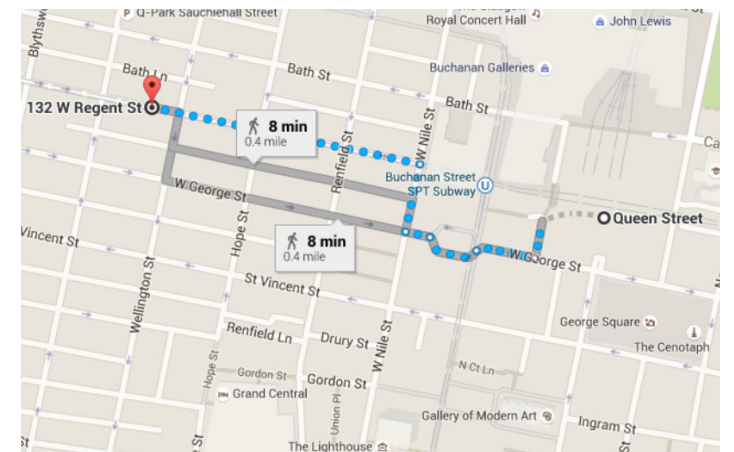 Q-Park Sauchiehall Street
Royal Concert Hall
John Lewis
Blythsw
Bath Ln
Bath St
Buchanan Galleries
Bath St
132 W Regent St
8 min
0.4 mile
Renfield St
W Nile St
Ca
Buchanan Street
SPT Subway
U
W George St
Queen Street
Hope St
8 min
0.4 mile
Vincent St
W George St
St Vincent St
Wellington St
George Square
The Cenotaph
Renfield Ln
Drury St
W Nile St
Hope St
Gordon St
Gordon St
N Ct Ln
Grand Central
Union Pl
Gallery of Modern Art
Ingram St
The Lighthouse